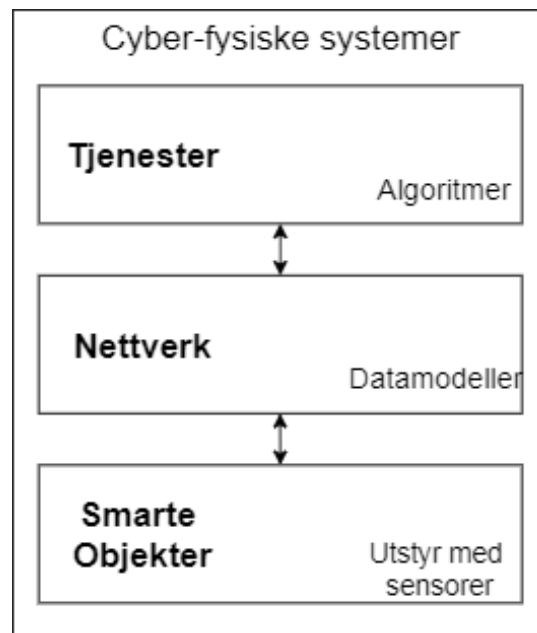 Cyber-fysiske systemer
Tjenester
Algoritmer
Nettverk
Datamodeller
Smarte
Objekter
Utstyr med
sensorer